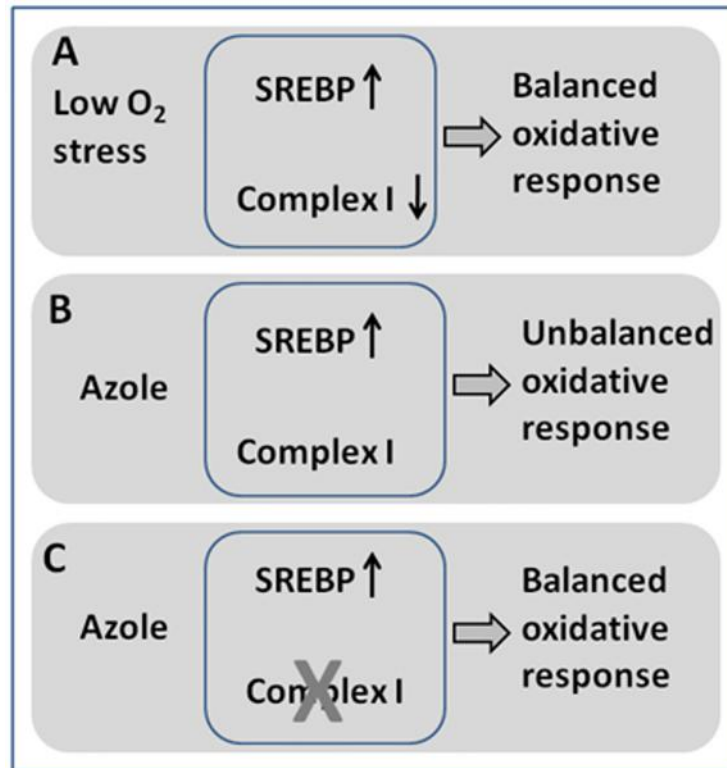 A
Low O₂
stress
SREBP ↑
Complex I ↓
Balanced
oxidative
response
B
Azole
SREBP ↑
Complex I
Unbalanced
oxidative
response
C
Azole
SREBP ↑
Complex I
Balanced
oxidative
response